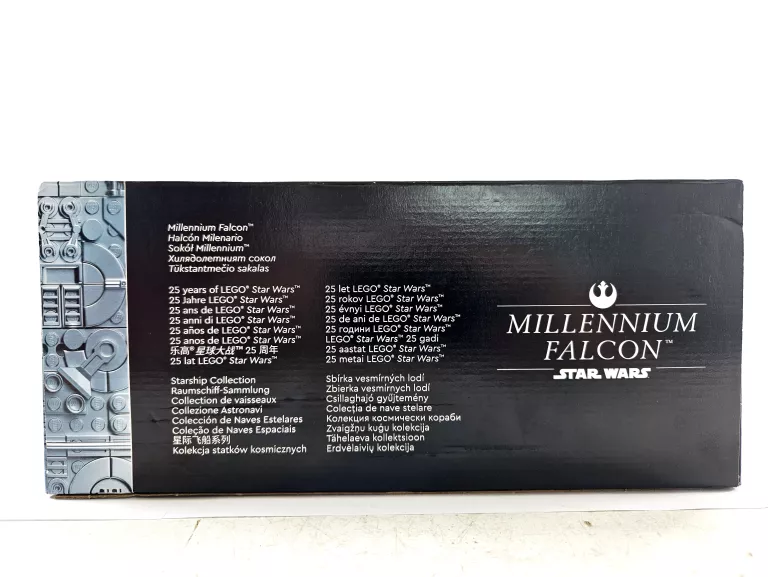 Millennium Falcon™
Halcón Milenario
Sokół Millennium™
Хилядолетният сокол
Tūkstantmečio sakalas
25 years of LEGO® Star Wars™
25 Jahre LEGO® Star Wars™
25 ans de LEGO® Star Wars™
25 anni di LEGO® Star Wars™
25 años de LEGO® Star Wars™
25 anos de LEGO® Star Wars™
乐高®星球大战™ 25 周年
25 lat LEGO® Star Wars™
25 let LEGO® Star Wars™
25 rokov LEGO® Star Wars™
25 évnyi LEGO® Star Wars™
25 de ani de LEGO® Star Wars™
25 години LEGO® Star Wars™
LEGO® Star Wars™ 25 gadi
25 aastat LEGO® Star Wars™
25 metai LEGO® Star Wars™
Starship Collection
Raumschiff-Sammlung
Collection de vaisseaux
Collezione Astronavi
Colección de Naves Estelares
Coleção de Naves Espaciais
星际飞船系列
Kolekcja statków kosmicznych
Sbírka vesmírných lodí
Zbierka vesmírnych lodí
Csillaghajó gyűjtemény
Colecția de nave stelare
Колекция космически кораби
Zvaigžņu kuģu kolekcija
Tähelaeva kollektsioon
Erdvėlaivių kolekcija
MILLENNIUM
FALCON™
STAR WARS